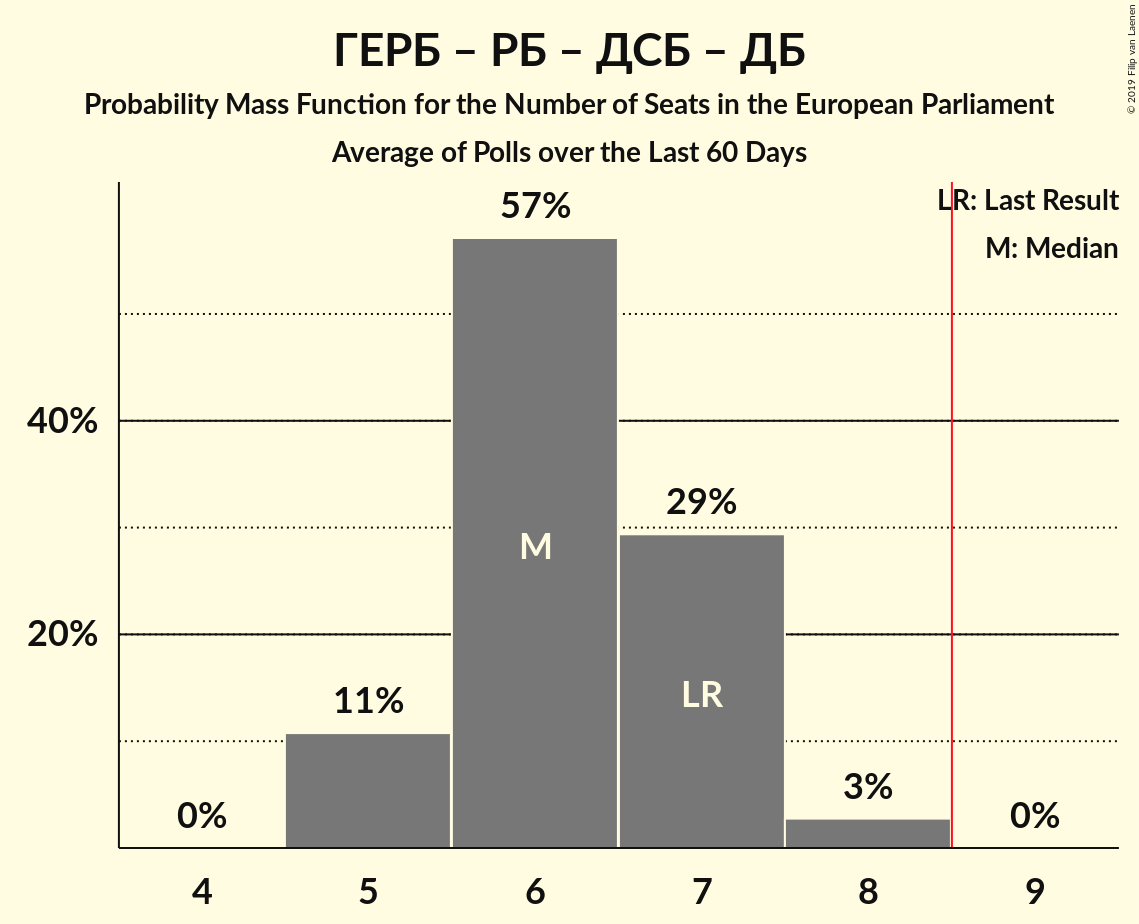 ГЕРБ – РБ – ДСБ – ДБ
Probability Mass Function for the Number of Seats in the European Parliament
Average of Polls over the Last 60 Days
© 2019 Filip van Laenen
LR: Last Result
M: Median
57%
40%
29%
M
20%
LR
11%
3%
0%
0%
4 5 6 7 8 9